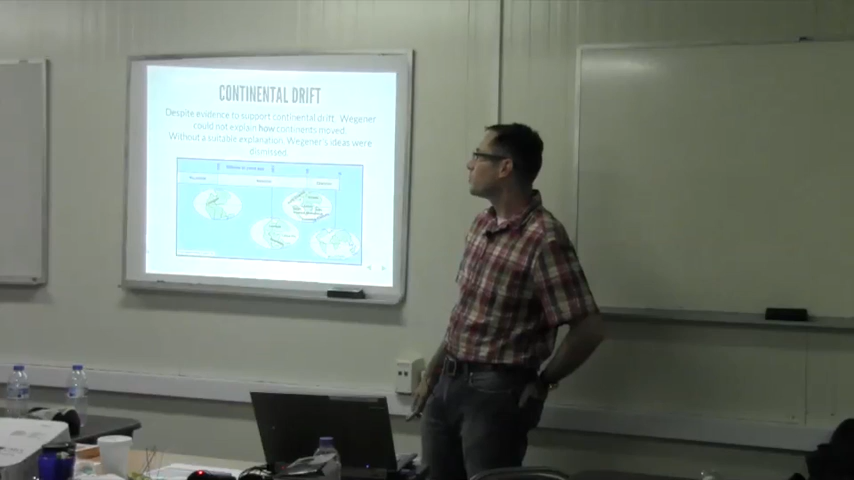 CONTINENTAL DRIFT
Despite evidence to support continental drift. Wegener
could not explain how continents moved
Without a suitable explanation, Wegener's ideas were
dismissed